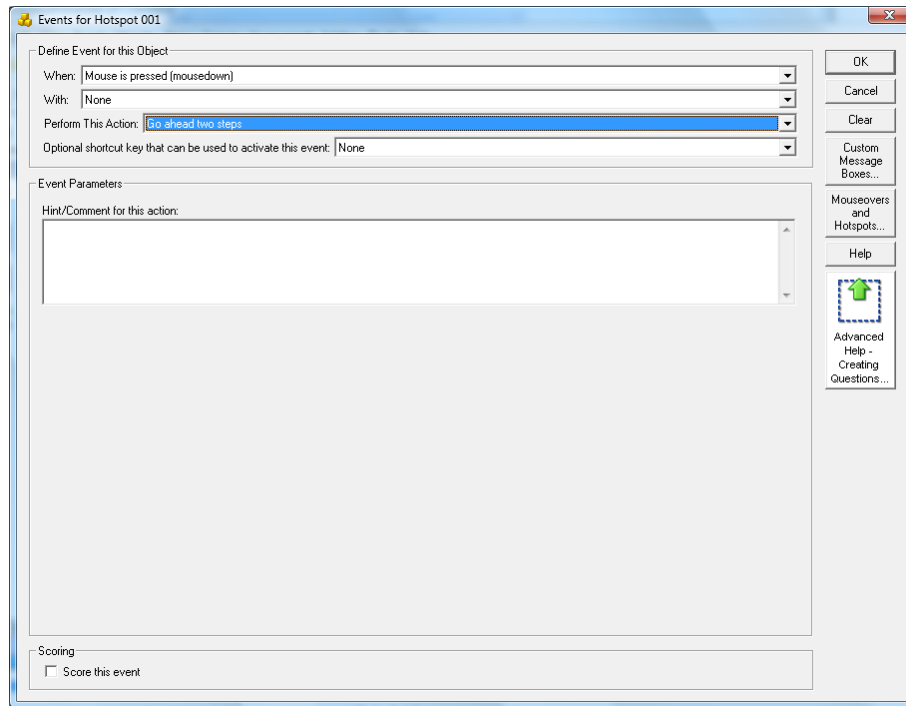 Events for Hotspot 001
Define Event for this Object
When: Mouse is pressed (mousedown)
With: None
Perform This Action: Go ahead two steps
Optional shortcut key that can be used to activate this event: None
Event Parameters
Hint/Comment for this action:
Scoring
Score this event
OK
Cancel
Clear
Custom
Message
Boxes...
Mouseovers
and
Hotspots...
Help
Advanced
Help -
Creating
Questions...